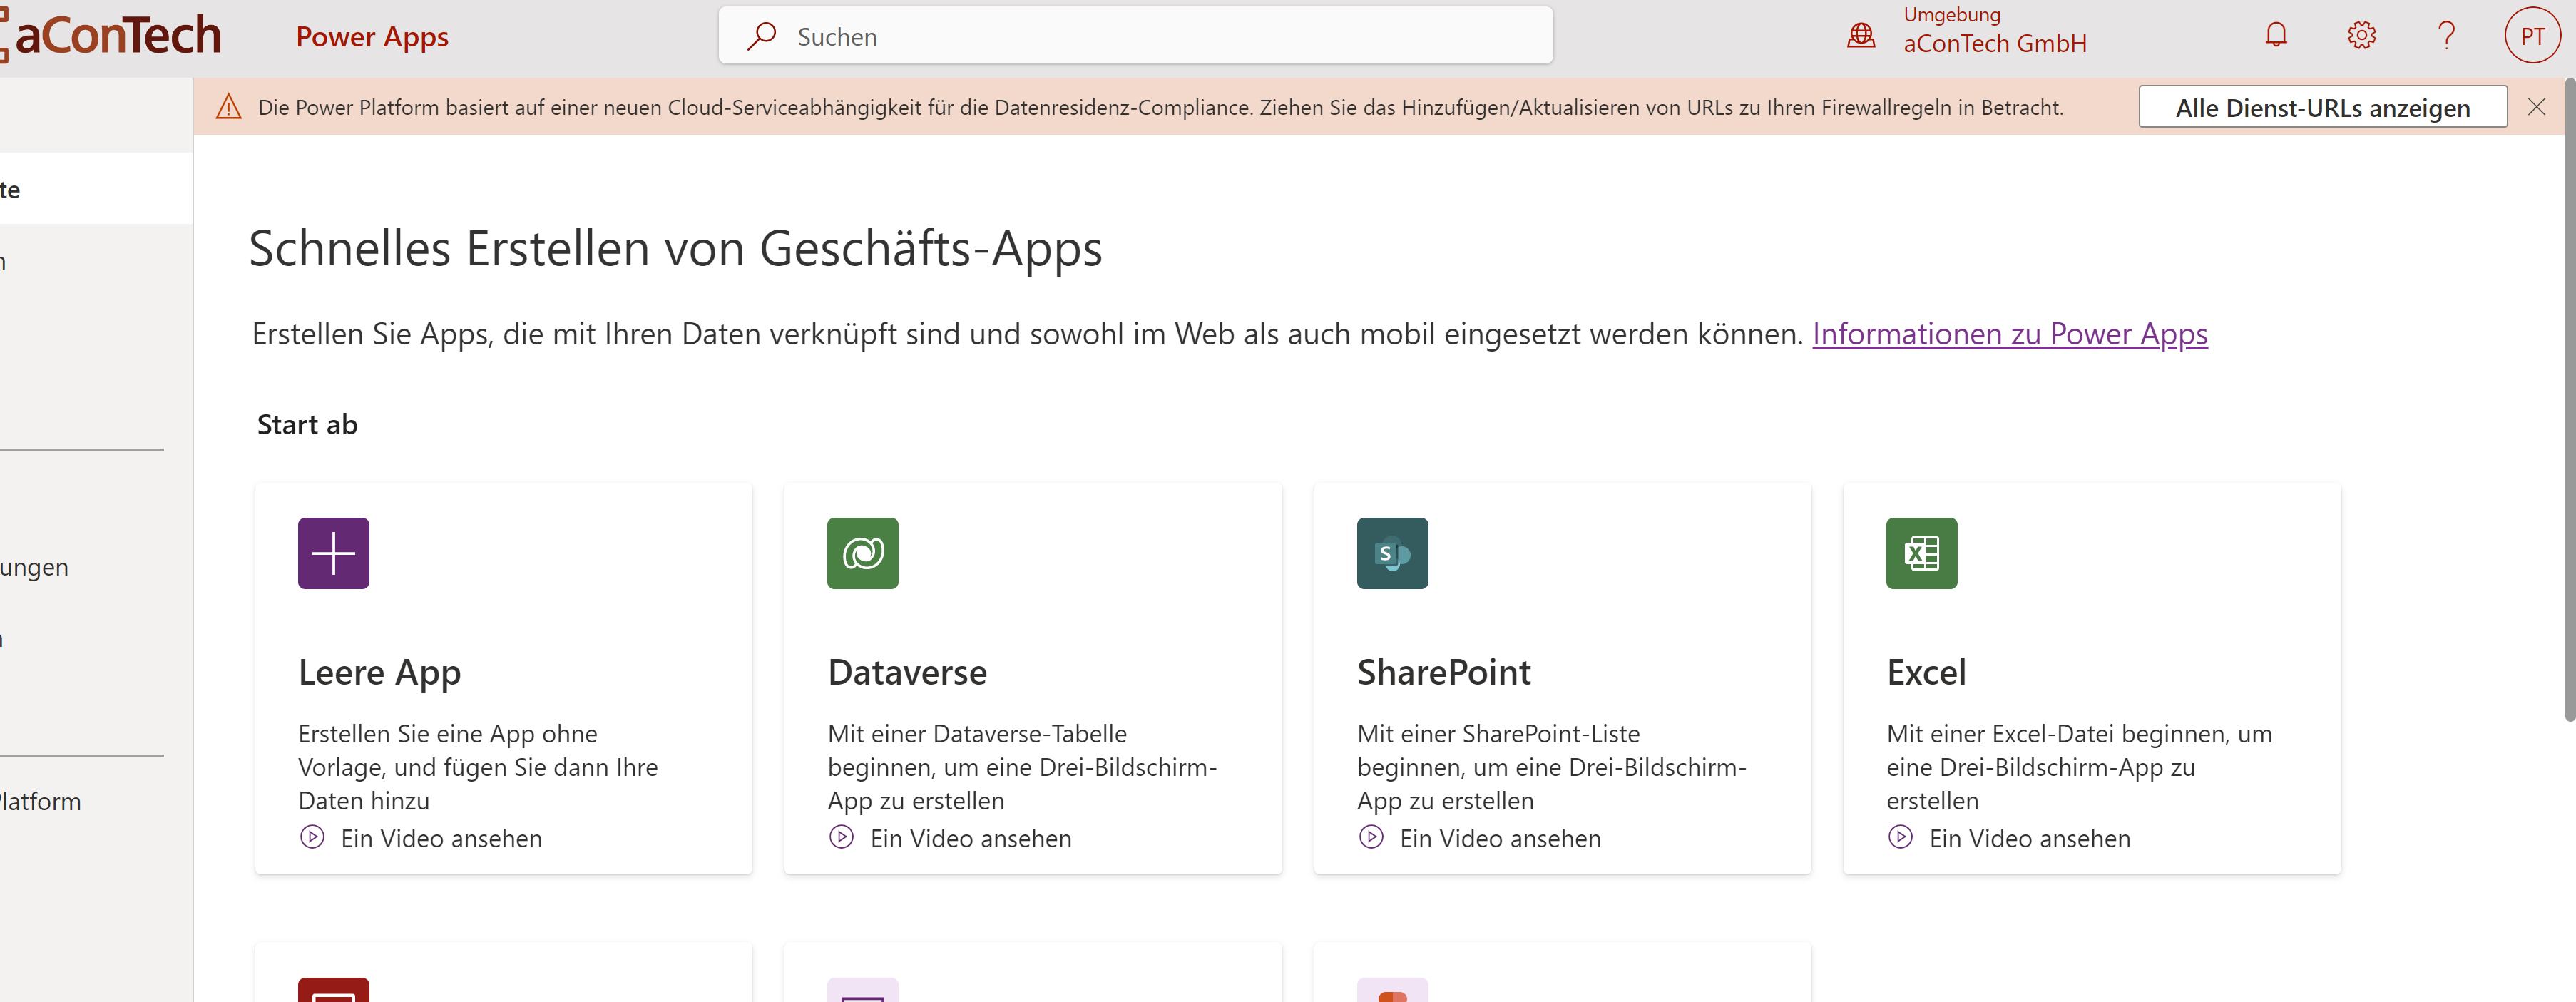 aConTech
Power Apps
Suchen
Umgebung
aConTech GmbH
PT
Die Power Platform basiert auf einer neuen Cloud-Serviceabhängigkeit für die Datenresidenz-Compliance. Ziehen Sie das Hinzufügen/Aktualisieren von URLs zu Ihren Firewallregeln in Betracht.
Alle Dienst-URLs anzeigen
te
n
ungen
latform
Schnelles Erstellen von Geschäfts-Apps
Erstellen Sie Apps, die mit Ihren Daten verknüpft sind und sowohl im Web als auch mobil eingesetzt werden können. Informationen zu Power Apps
Start ab
Leere App
Erstellen Sie eine App ohne
Vorlage, und fügen Sie dann Ihre
Daten hinzu
Ein Video ansehen
Dataverse
Mit einer Dataverse-Tabelle
beginnen, um eine Drei-Bildschirm-
App zu erstellen
Ein Video ansehen
SharePoint
Mit einer SharePoint-Liste
beginnen, um eine Drei-Bildschirm-
App zu erstellen
Ein Video ansehen
Excel
Mit einer Excel-Datei beginnen, um
eine Drei-Bildschirm-App zu
erstellen
Ein Video ansehen